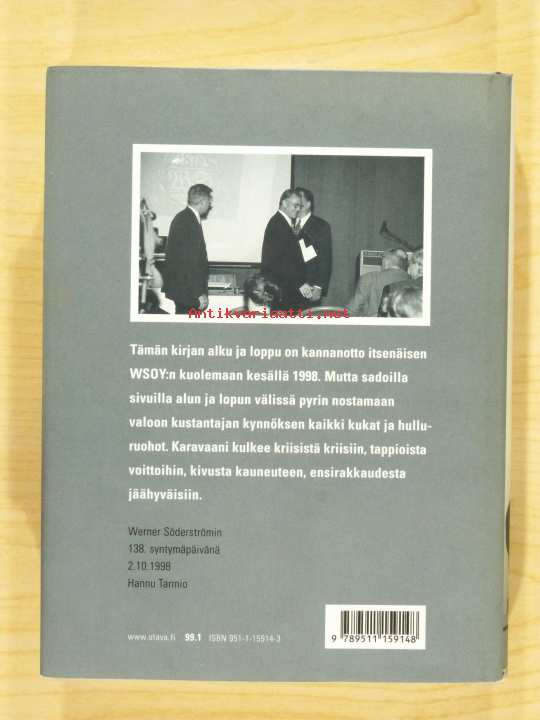 Antikvariaatti.net
Tämän kirjan alku ja loppu on kannanotto itsenäisen
WSOY:n kuolemaan kesällä 1998. Mutta sadoilla
sivuilla alun ja lopun välissä pyrin nostamaan
valoon kustantajan kynnöksen kaikki kukat ja hullu-
ruohot. Karavaani kulkee kriisistä kriisiin, tappioista
voittoihin, kivusta kauneuteen, ensirakkaudesta
jäähyväisiin.
Werner Söderströmin
138. syntymäpäivänä
2.10.1998
Hannu Tarmio
www.otava.fi 99.1 ISBN 951-1-15914-3
9 789511 159148